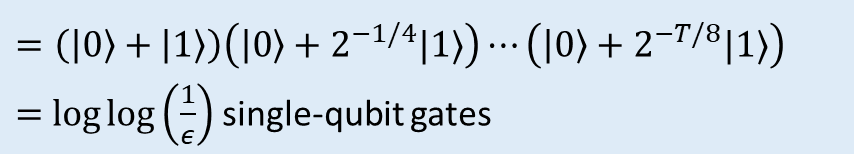 = (|0⟩ + |1⟩)(|0⟩ + 2^{-1/4}|1⟩) ⋯ (|0⟩ + 2^{-T/8}|1⟩)
= log log (1/ϵ) single-qubit gates